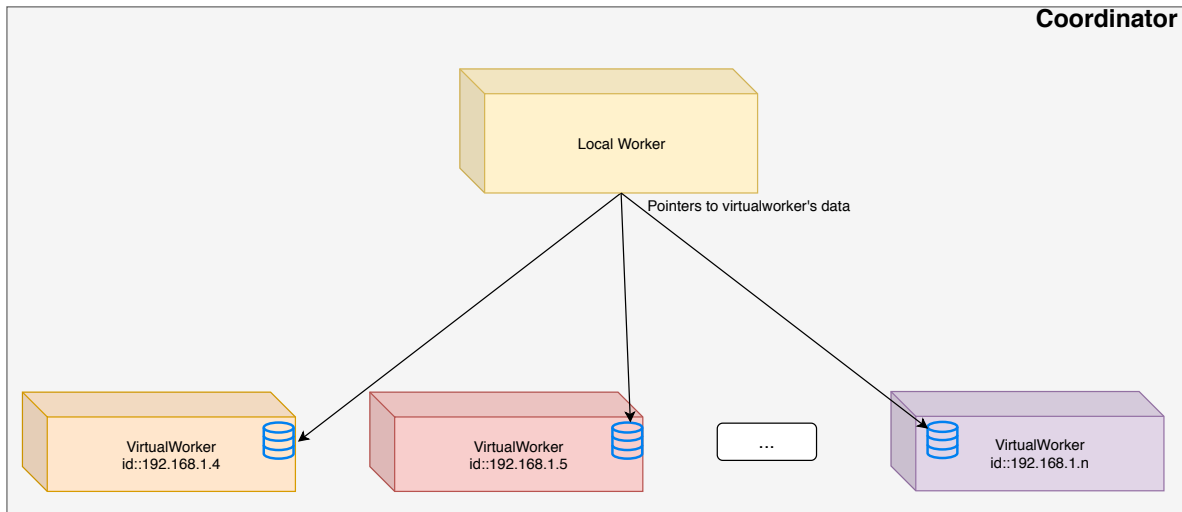 Coordinator
Local Worker
Pointers to virtualworker's data
VirtualWorker
id::192.168.1.4
VirtualWorker
id::192.168.1.5
...
VirtualWorker
id::192.168.1.n